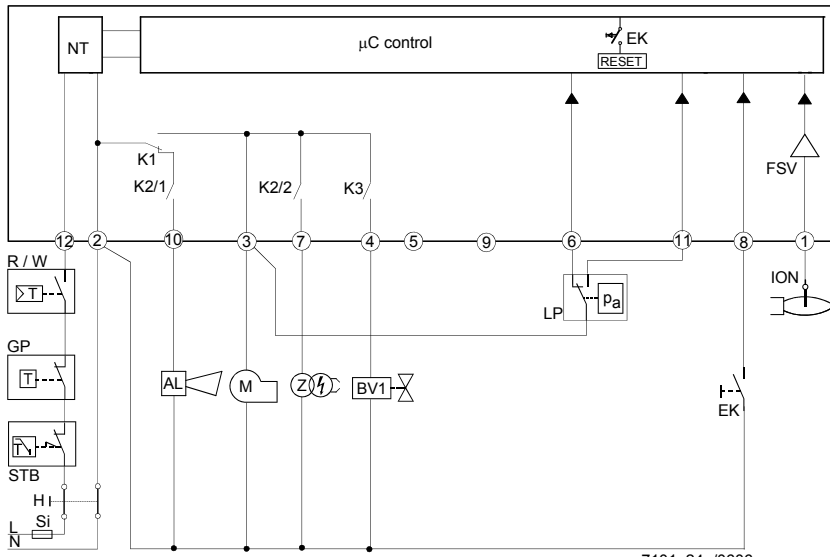 NT
μC control
EK
RESET
K1
K2/1
K2/2
K3
FSV
12
2
10
3
7
4
5
9
6
11
8
1
R / W
T
LP
pa
ION
GP
T
AL
M
Z
BV1
EK
T
STB
H
L
Si
N